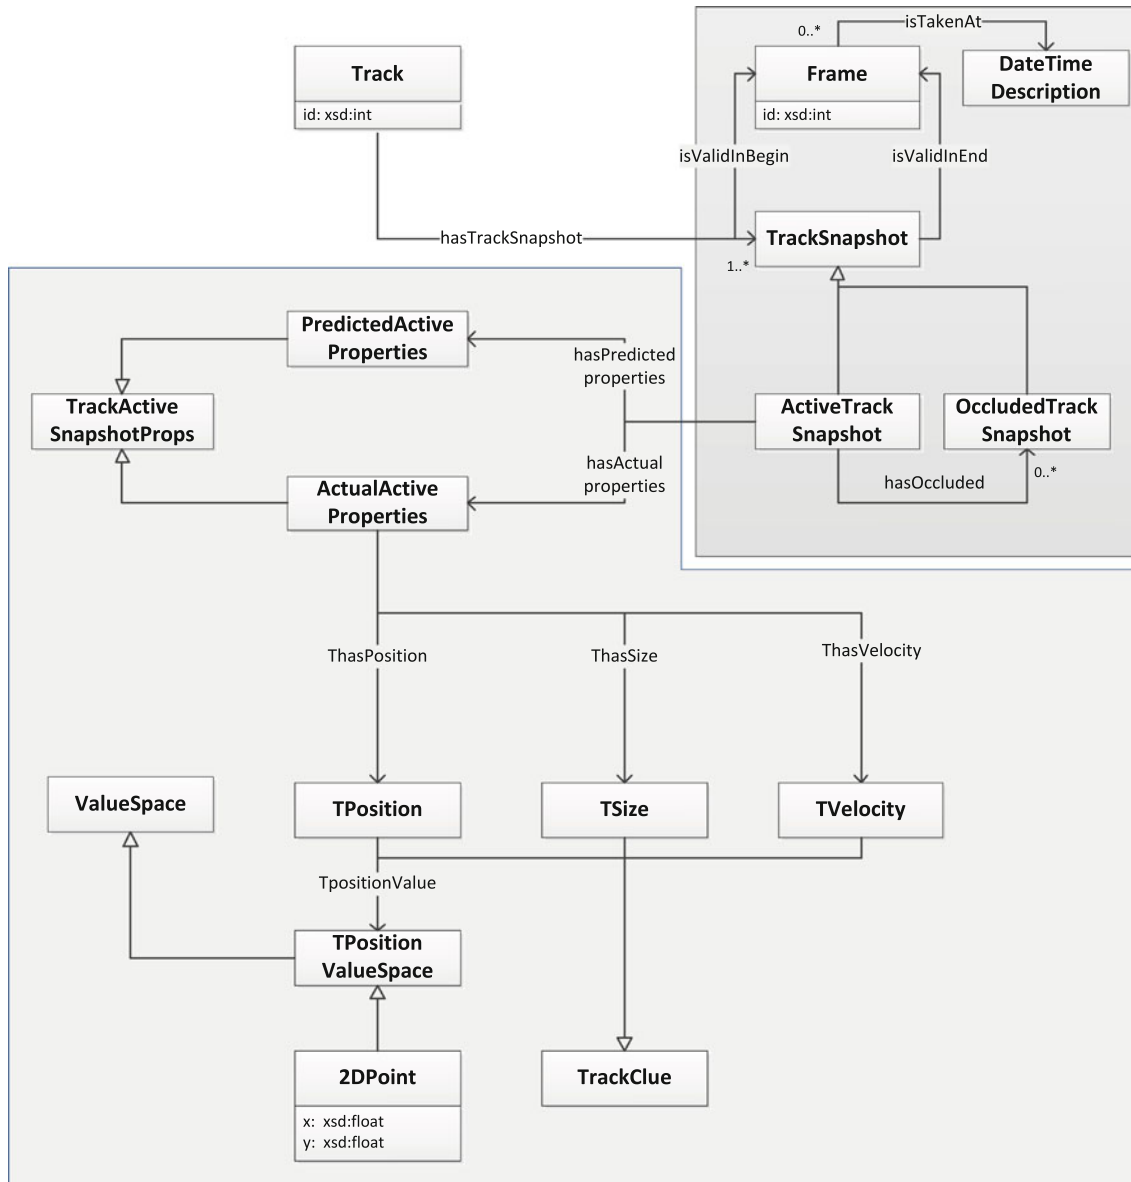 isTakenAt
0..*
Track
Frame
DateTime
Description
id: xsd:int
id: xsd:int
isValidInBegin
isValidInEnd
hasTrackSnapshot
TrackSnapshot
1..*
PredictedActive
Properties
hasPredicted
properties
TrackActive
SnapshotProps
ActiveTrack
Snapshot
OccludedTrack
Snapshot
hasActual
properties
0..*
hasOccluded
ActualActive
Properties
ThasPosition
ThasSize
ThasVelocity
ValueSpace
TPosition
TSize
TVelocity
TpositionValue
TPosition
ValueSpace
2DPoint
x: xsd:float
y: xsd:float
TrackClue